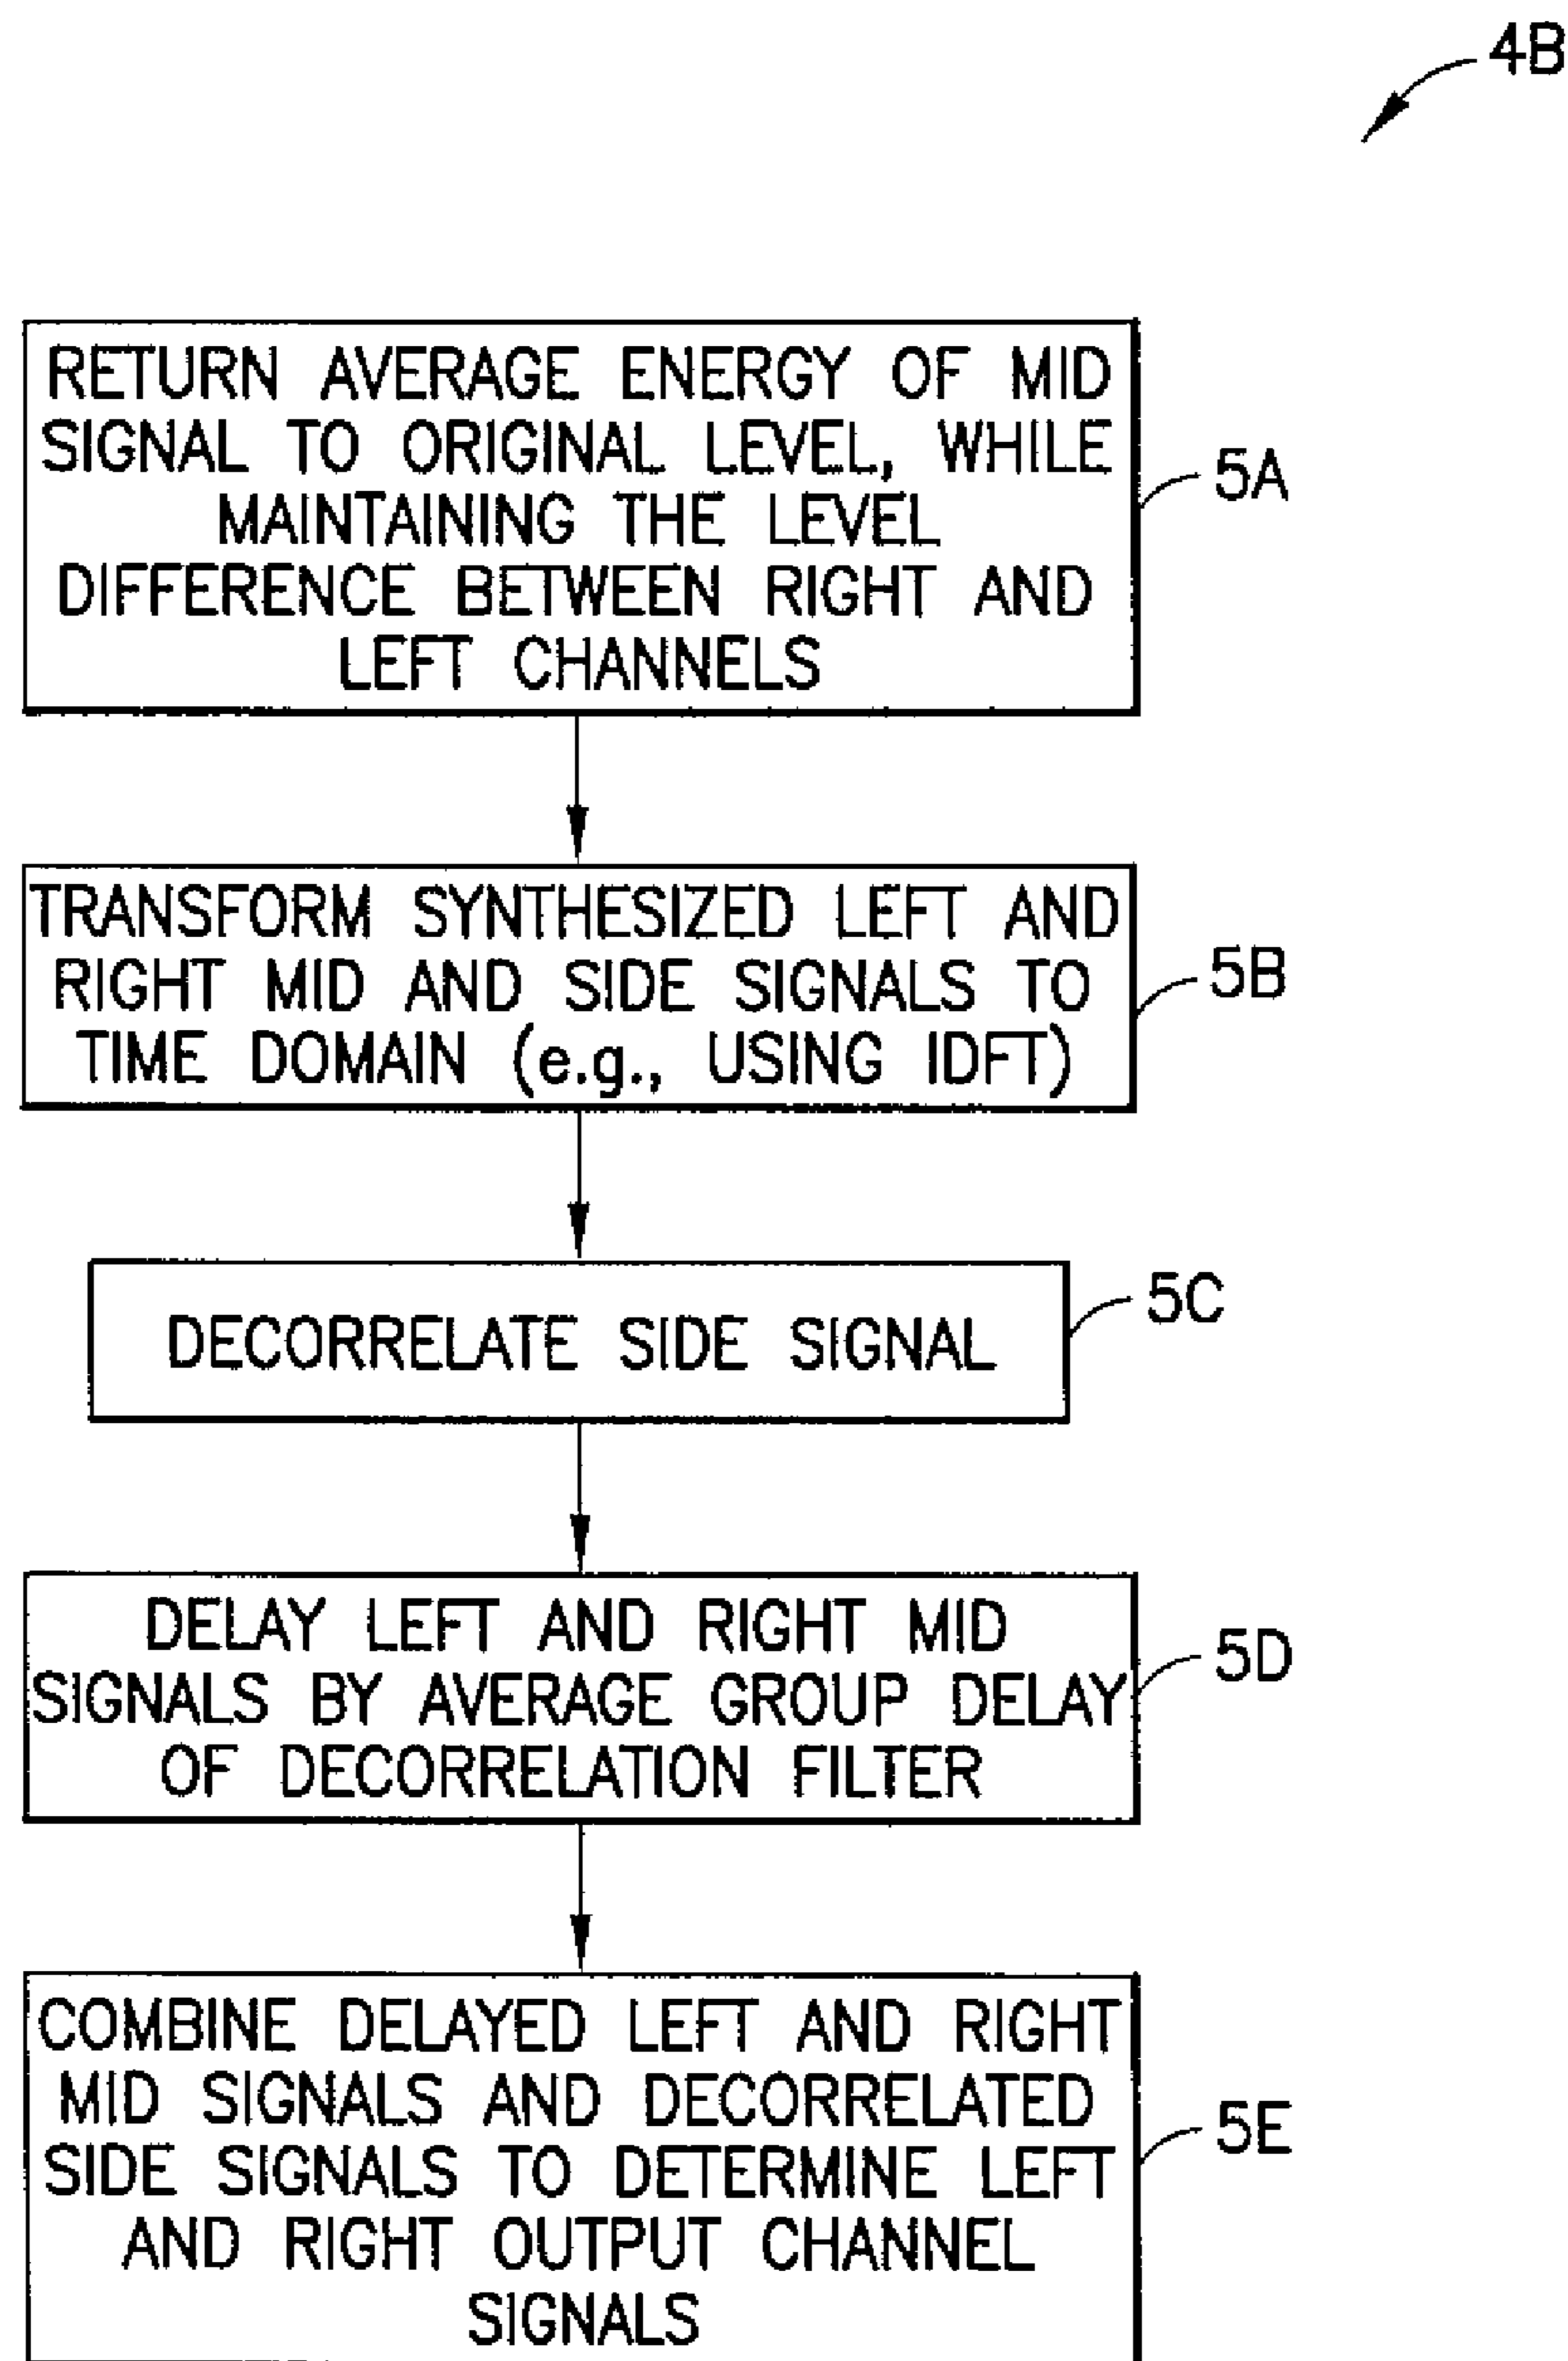 4B
RETURN AVERAGE ENERGY OF MID
SIGNAL TO ORIGINAL LEVEL, WHILE
MAINTAINING THE LEVEL
DIFFERENCE BETWEEN RIGHT AND
LEFT CHANNELS
5A
TRANSFORM SYNTHESIZED LEFT AND
RIGHT MID AND SIDE SIGNALS TO
TIME DOMAIN (e.g., USING IDFT)
5B
DECORRELATE SIDE SIGNAL
5C
DELAY LEFT AND RIGHT MID
SIGNALS BY AVERAGE GROUP DELAY
OF DECORRELATION FILTER
5D
COMBINE DELAYED LEFT AND RIGHT
MID SIGNALS AND DECORRELATED
SIDE SIGNALS TO DETERMINE LEFT
AND RIGHT OUTPUT CHANNEL
SIGNALS
5E